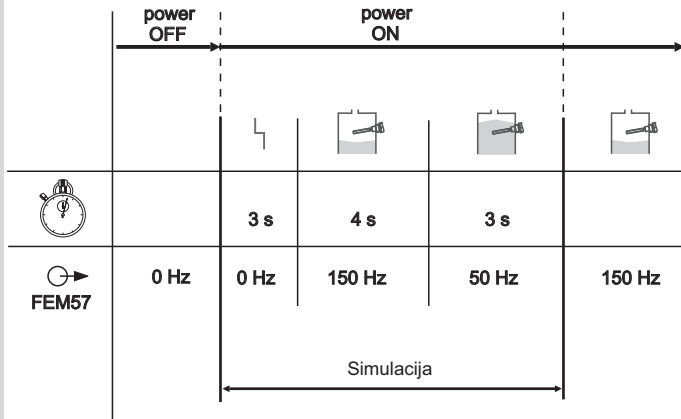 power
OFF
power
ON
3 s
4 s
3 s
FEM57
0 Hz
0 Hz
150 Hz
50 Hz
150 Hz
Simulacija